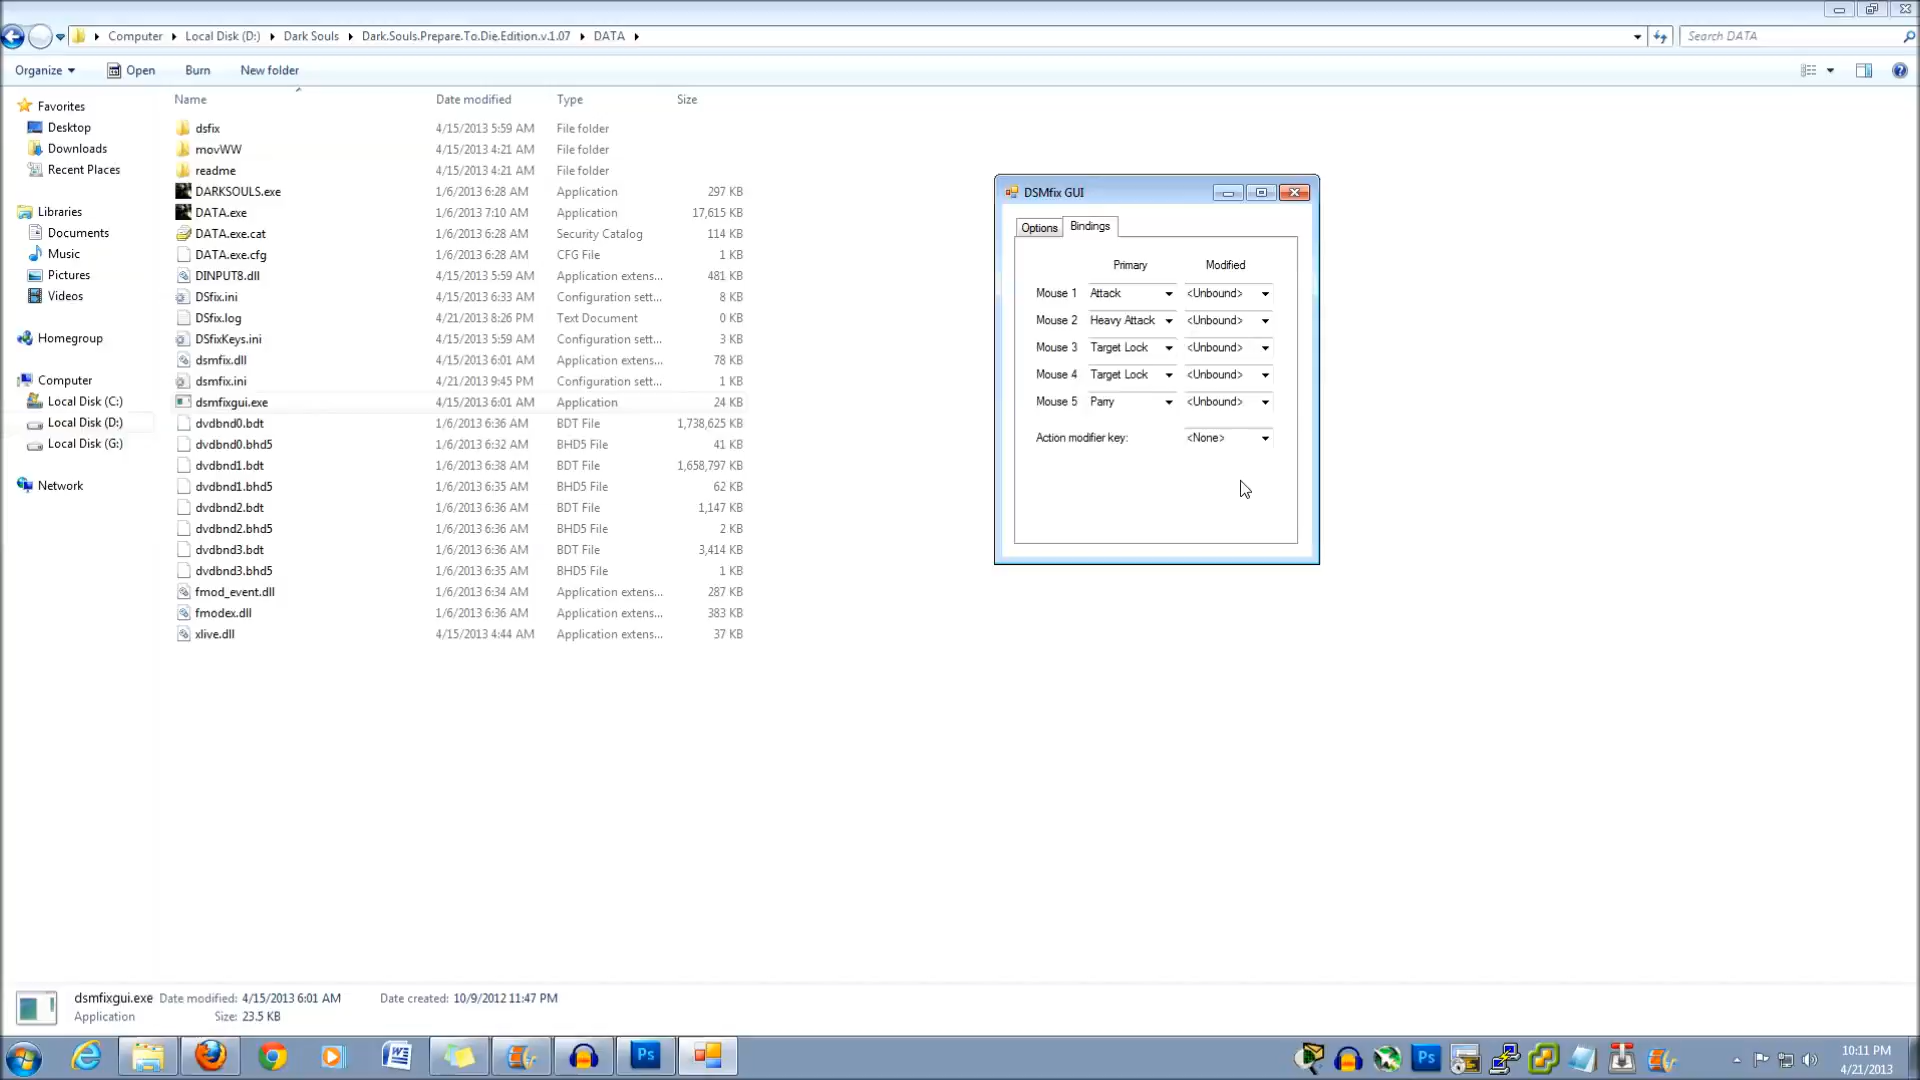 Computer Local Disk (D:) Dark Souls Dark.Souls.Prepare.To.Die.Edition.v.1.07 DATA Search DATA
Organize Open Burn New folder
Name Date modified Type Size
Favorites
Desktop
Downloads
Recent Places
Libraries
Documents
Music
Pictures
Videos
Homegroup
Computer
Local Disk (C:)
Local Disk (D:)
Local Disk (G:)
Network
dsfix 4/15/2013 5:59 AM File folder
movWW 4/15/2013 4:21 AM File folder
readme 4/15/2013 4:21 AM File folder
DARKSOULS.exe 1/6/2013 6:28 AM Application 297 KB
DATA.exe 1/6/2013 7:10 AM Application 17,615 KB
DATA.exe.cat 1/6/2013 6:28 AM Security Catalog 114 KB
DATA.exe.cfg 1/6/2013 6:28 AM CFG File 1 KB
DINPUT8.dll 4/15/2013 5:59 AM Application extens... 481 KB
DSfix.ini 4/15/2013 6:33 AM Configuration sett... 8 KB
DSfix.log 4/21/2013 8:26 PM Text Document 0 KB
DSfixKeys.ini 4/15/2013 5:59 AM Configuration sett... 3 KB
dsmfix.dll 4/15/2013 6:01 AM Application extens... 78 KB
dsmfix.ini 4/21/2013 9:45 PM Configuration sett... 1 KB
dsmfixgui.exe 4/15/2013 6:01 AM Application 24 KB
dvdbnd0.bdt 1/6/2013 6:36 AM BDT File 1,738,625 KB
dvdbnd0.bhd5 1/6/2013 6:32 AM BHD5 File 41 KB
dvdbnd1.bdt 1/6/2013 6:38 AM BDT File 1,658,797 KB
dvdbnd1.bhd5 1/6/2013 6:35 AM BHD5 File 62 KB
dvdbnd2.bdt 1/6/2013 6:36 AM BDT File 1,147 KB
dvdbnd2.bhd5 1/6/2013 6:36 AM BHD5 File 2 KB
dvdbnd3.bdt 1/6/2013 6:36 AM BDT File 3,414 KB
dvdbnd3.bhd5 1/6/2013 6:35 AM BHD5 File 1 KB
fmod_event.dll 1/6/2013 6:34 AM Application extens... 287 KB
fmodex.dll 1/6/2013 6:36 AM Application extens... 383 KB
xlive.dll 4/15/2013 4:44 AM Application extens... 37 KB
DSMfix GUI
Options Bindings
Primary Modified
Mouse 1 Attack <Unbound>
Mouse 2 Heavy Attack <Unbound>
Mouse 3 Target Lock <Unbound>
Mouse 4 Target Lock <Unbound>
Mouse 5 Parry <Unbound>
Action modifier key: <None>
dsmfixgui.exe Date modified: 4/15/2013 6:01 AM Date created: 10/9/2012 11:47 PM
Application Size: 23.5 KB
Ps Ps
10:11 PM
4/21/2013